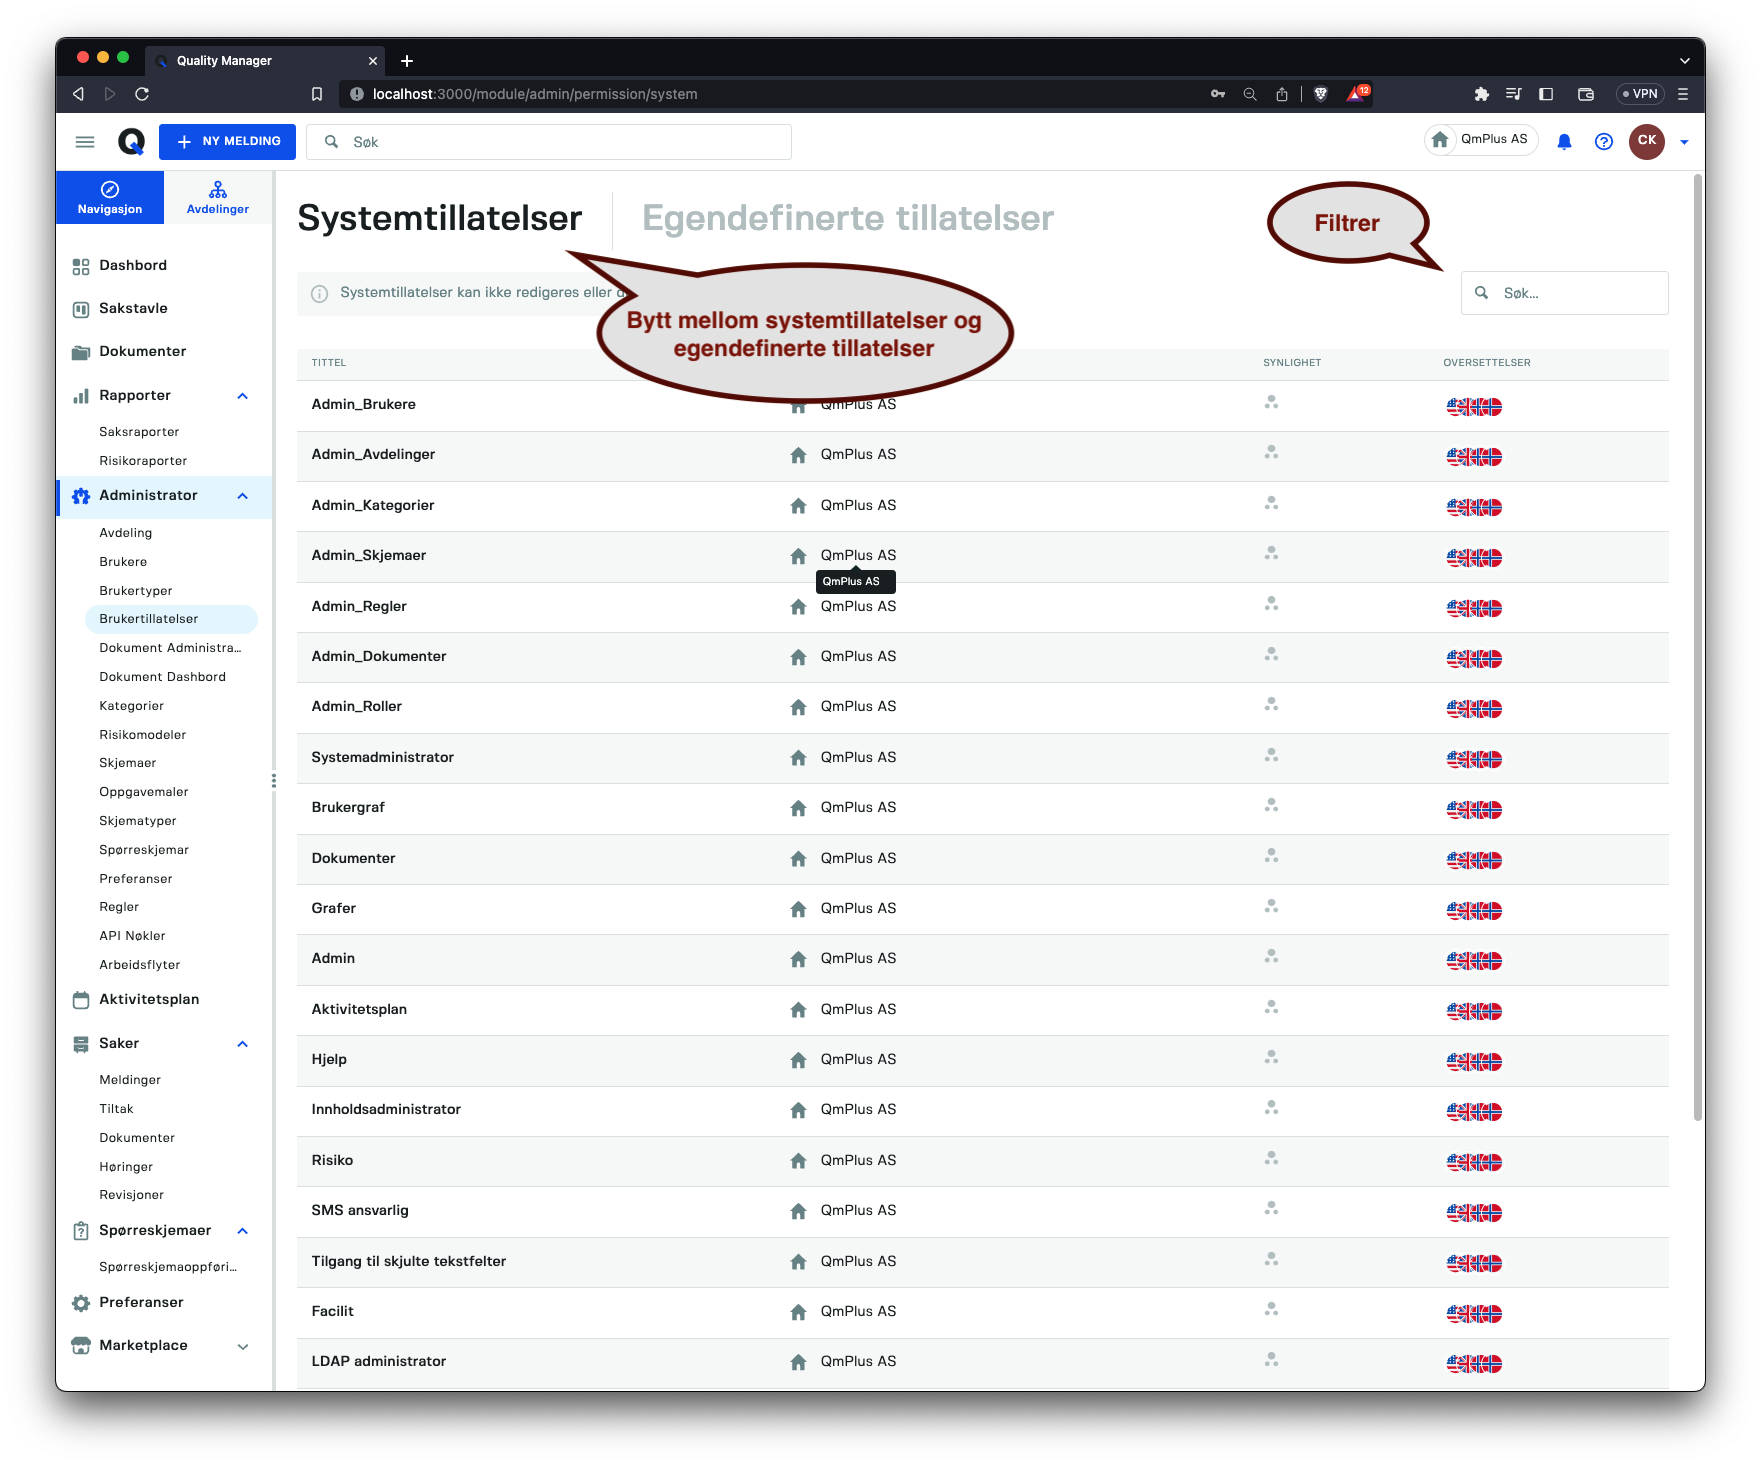 Quality Manager
localhost:3000/module/admin/permission/system
12
VPN
NY MELDING
Søk
QmPlus AS
CK
Navigasjon
Avdelinger
Systemtillatelser
Egendefinerte tillatelser
Filtrer
Systemtillatelser kan ikke redigeres eller
Søk...
Bytt mellom systemtillatelser og
egendefinerte tillatelser
Dashbord
Sakstavle
Dokumenter
Rapporter
Saksraporter
Risikoraporter
Administrator
Avdeling
Brukere
Brukertyper
Brukertillatelser
Dokument Administra...
Dokument Dashbord
Kategorier
Risikomodeler
Skjemaer
Oppgavemaler
Skjematyper
Spørreskjemar
Preferanser
Regler
API Nøkler
Arbeidsflyter
Aktivitetsplan
Saker
Meldinger
Tiltak
Dokumenter
Høringer
Revisjoner
Spørreskjemaer
Spørreskjemaoppføri...
Preferanser
Marketplace
TITTEL SYNLIGHET OVERSETTELSER
Admin_Brukere QmPlus AS
Admin_Avdelinger QmPlus AS
Admin_Kategorier QmPlus AS
Admin_Skjemaer QmPlus AS
QmPlus AS
Admin_Regler QmPlus AS
Admin_Dokumenter QmPlus AS
Admin_Roller QmPlus AS
Systemadministrator QmPlus AS
Brukergraf QmPlus AS
Dokumenter QmPlus AS
Grafer QmPlus AS
Admin QmPlus AS
Aktivitetsplan QmPlus AS
Hjelp QmPlus AS
Innholdsadministrator QmPlus AS
Risiko QmPlus AS
SMS ansvarlig QmPlus AS
Tilgang til skjulte tekstfelter QmPlus AS
Facilit QmPlus AS
LDAP administrator QmPlus AS